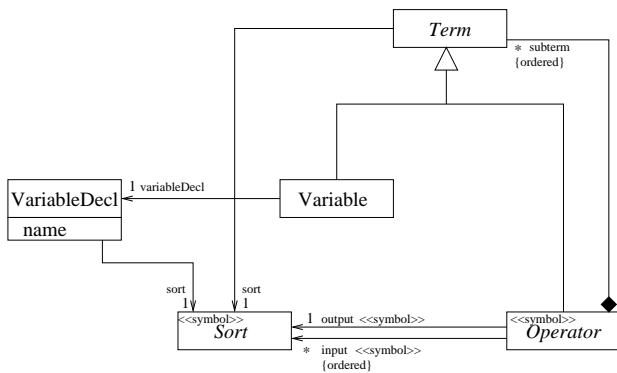 Term
* subterm
{ordered}
VariableDecl
name
1 variableDecl
Variable
sort
1
sort
1
<<symbol>>
Sort
1 output <<symbol>>
* input <<symbol>>
{ordered}
<<symbol>>
Operator